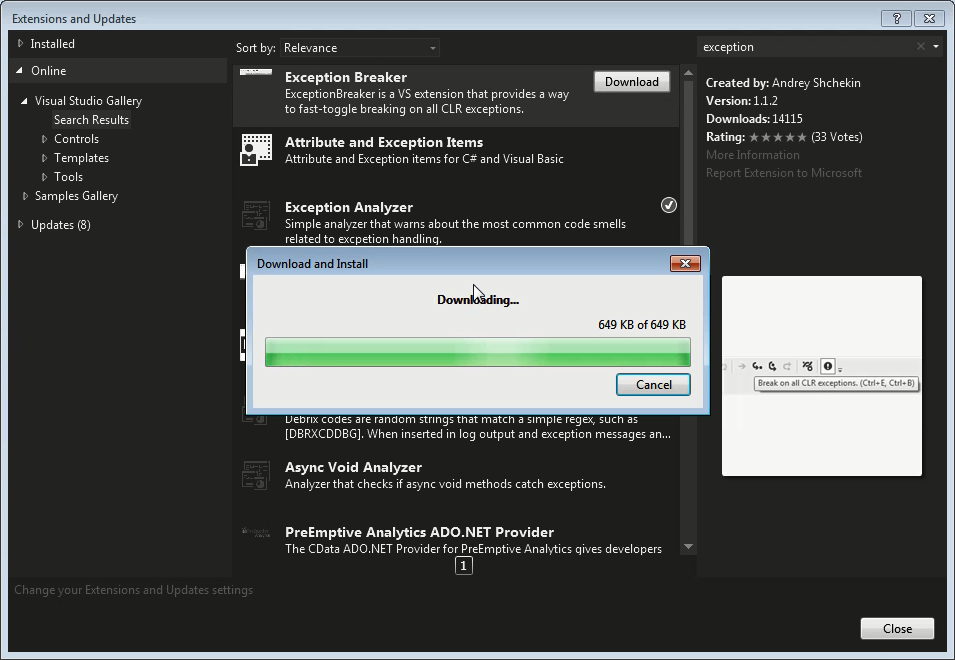 Extensions and Updates
Installed
Online
Visual Studio Gallery
Search Results
Controls
Templates
Tools
Samples Gallery
Updates (8)
Sort by: Relevance
Exception Breaker
Download
ExceptionBreaker is a VS extension that provides a way
to fast-toggle breaking on all CLR exceptions.
Attribute and Exception Items
Attribute and Exception items for C# and Visual Basic
Exception Analyzer
Simple analyzer that warns about the most common code smells
related to excpetion handling.
Download and Install
Downloading...
649 KB of 649 KB
Cancel
Debrix codes are random strings that match a simple regex, such as
[DBRXCDDBG]. When inserted in log output and exception messages an...
Async Void Analyzer
Analyzer that checks if async void methods catch exceptions.
PreEmptive Analytics ADO.NET Provider
The CData ADO.NET Provider for PreEmptive Analytics gives developers
1
exception
Created by: Andrey Shchekin
Version: 1.1.2
Downloads: 14115
Rating: ★★★★★ (33 Votes)
More Information
Report Extension to Microsoft
Break on all CLR exceptions. (Ctrl+E, Ctrl+B)
Change your Extensions and Updates settings
Close